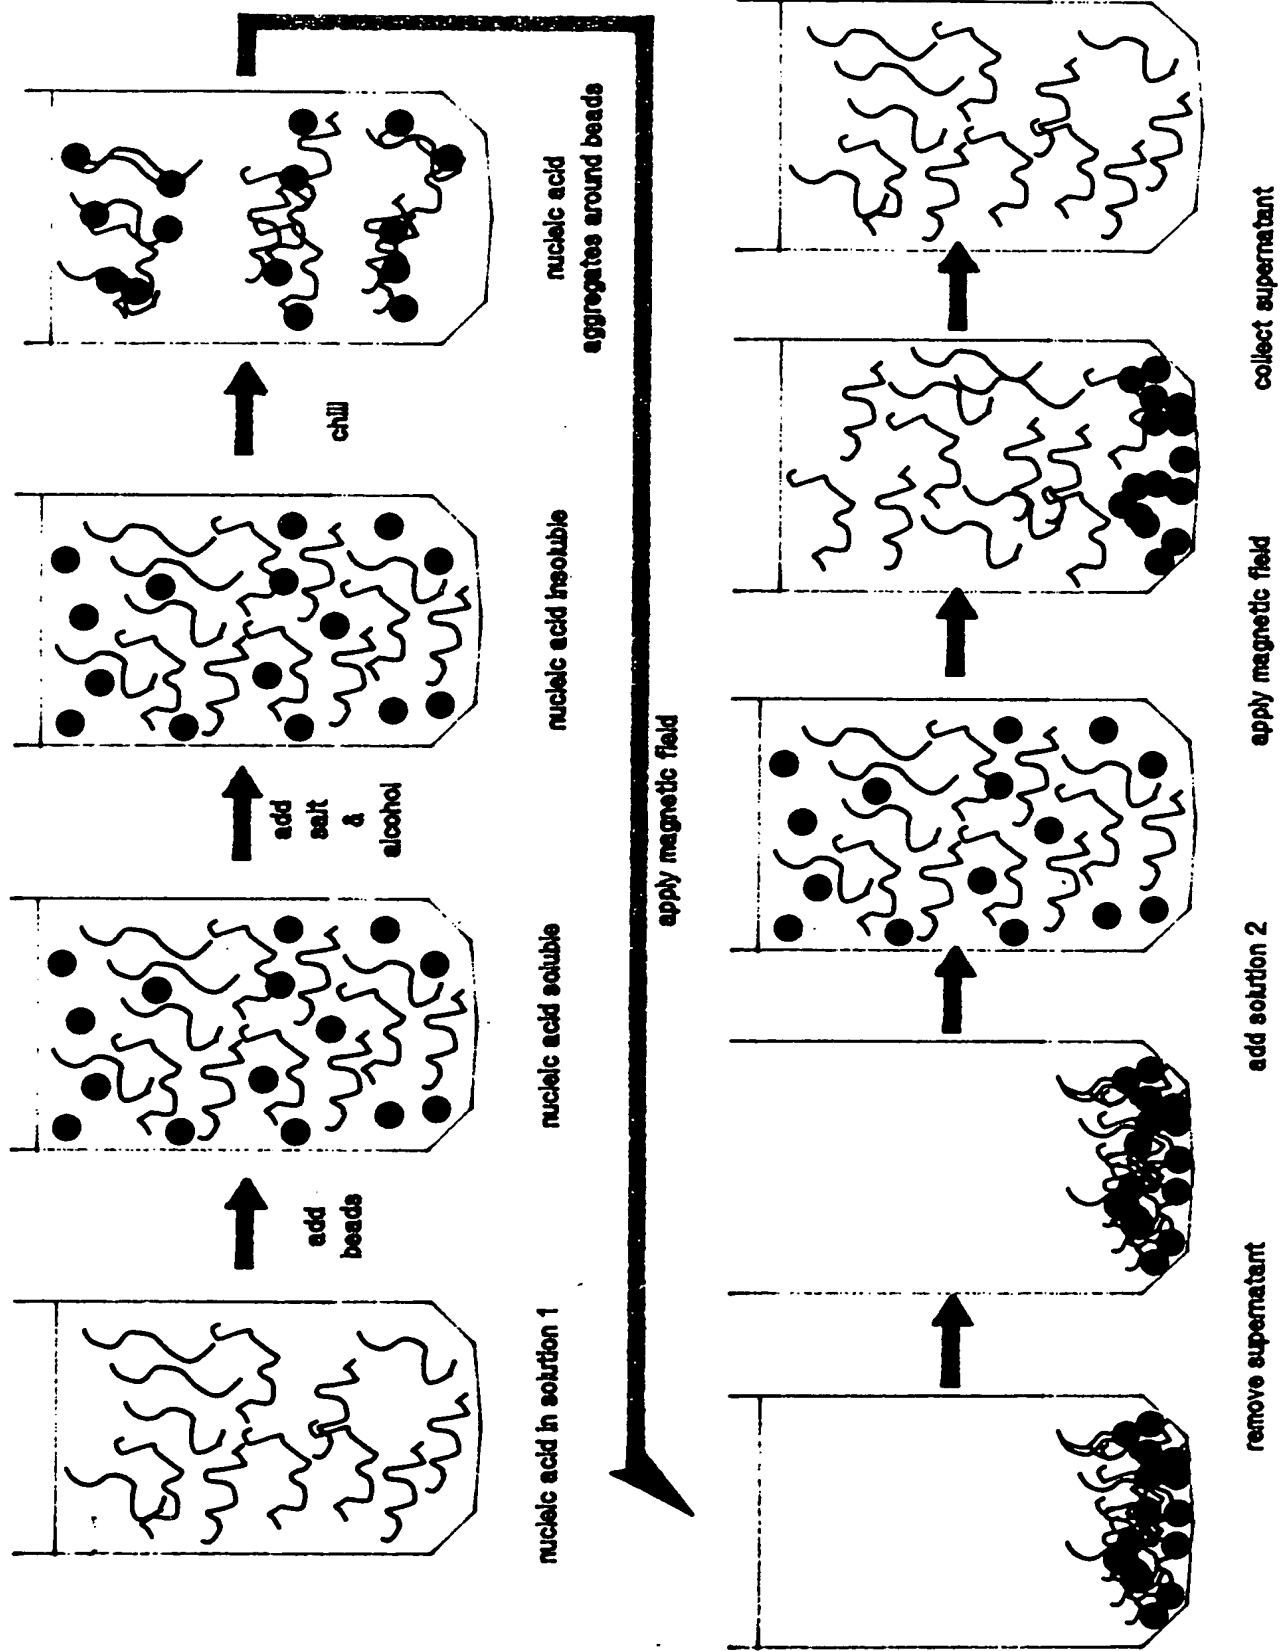 nucleic acid in solution 1
add
beads
nucleic acid soluble
add
salt
&
alcohol
nucleic acid insoluble
chill
nucleic acid
aggregates around beads
apply magnetic field
remove supernatant
add solution 2
apply magnetic field
collect supernatant